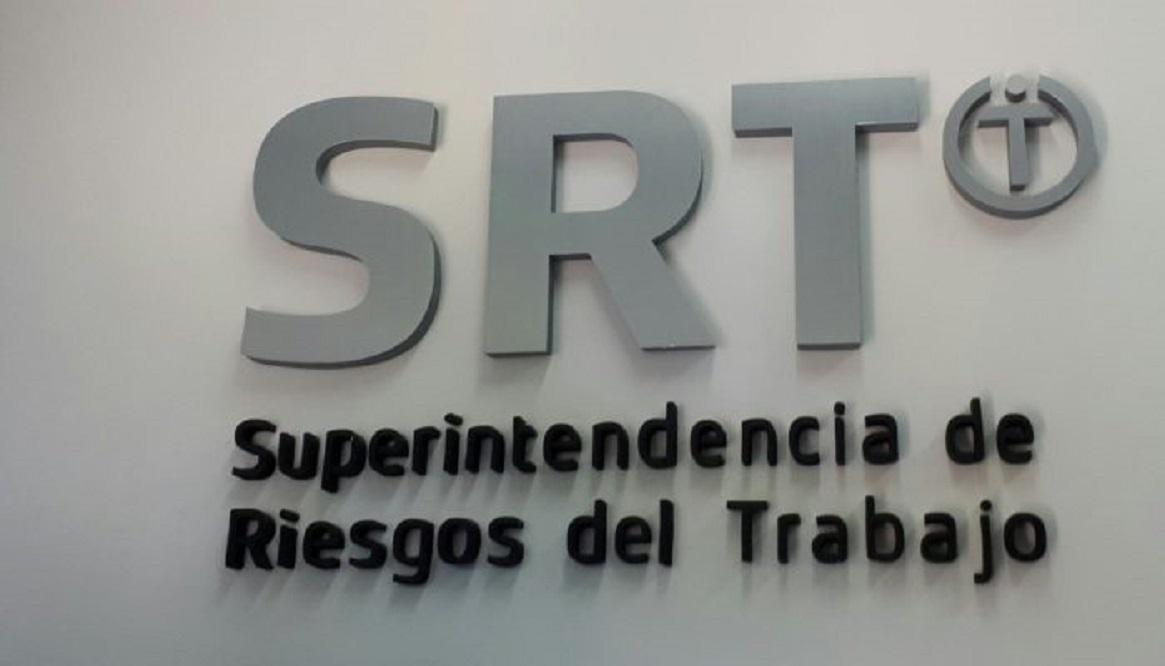 SRT
Superintendencia de
Riesgos del Trabajo